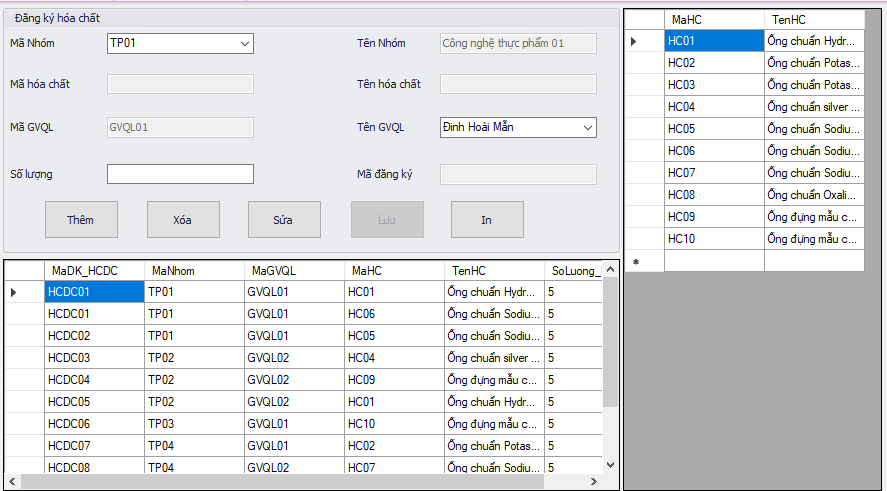 Đăng ký hóa chất
Mã Nhóm TP01 Tên Nhóm Công nghệ thực phẩm 01
Mã hóa chất Tên hóa chất
Mã GVQL GVQL01 Tên GVQL Đinh Hoài Mẫn
Số lượng Mã đăng ký
Thêm Xóa Sửa Lưu In
MaDK_HCDC MaNhom MaGVQL MaHC TenHC SoLuong_
HCDC01 TP01 GVQL01 HC01 Ống chuẩn Hydr... 5
HCDC01 TP01 GVQL01 HC06 Ống chuẩn Sodiu... 5
HCDC02 TP01 GVQL01 HC05 Ống chuẩn Sodiu... 5
HCDC03 TP02 GVQL02 HC04 Ống chuẩn silver ... 5
HCDC04 TP02 GVQL02 HC09 Ống đựng mẫu c... 5
HCDC05 TP02 GVQL02 HC01 Ống chuẩn Hydr... 5
HCDC06 TP03 GVQL01 HC10 Ống đựng mẫu c... 5
HCDC07 TP04 GVQL01 HC02 Ống chuẩn Potas... 5
HCDC08 TP04 GVQL02 HC07 Ống chuẩn Sodiu... 5
MaHC TenHC
HC01 Ống chuẩn Hydr...
HC02 Ống chuẩn Potas...
HC03 Ống chuẩn Potas...
HC04 Ống chuẩn silver ...
HC05 Ống chuẩn Sodiu...
HC06 Ống chuẩn Sodiu...
HC07 Ống chuẩn Sodiu...
HC08 Ống chuẩn Oxali...
HC09 Ống đựng mẫu c...
HC10 Ống đựng mẫu c...